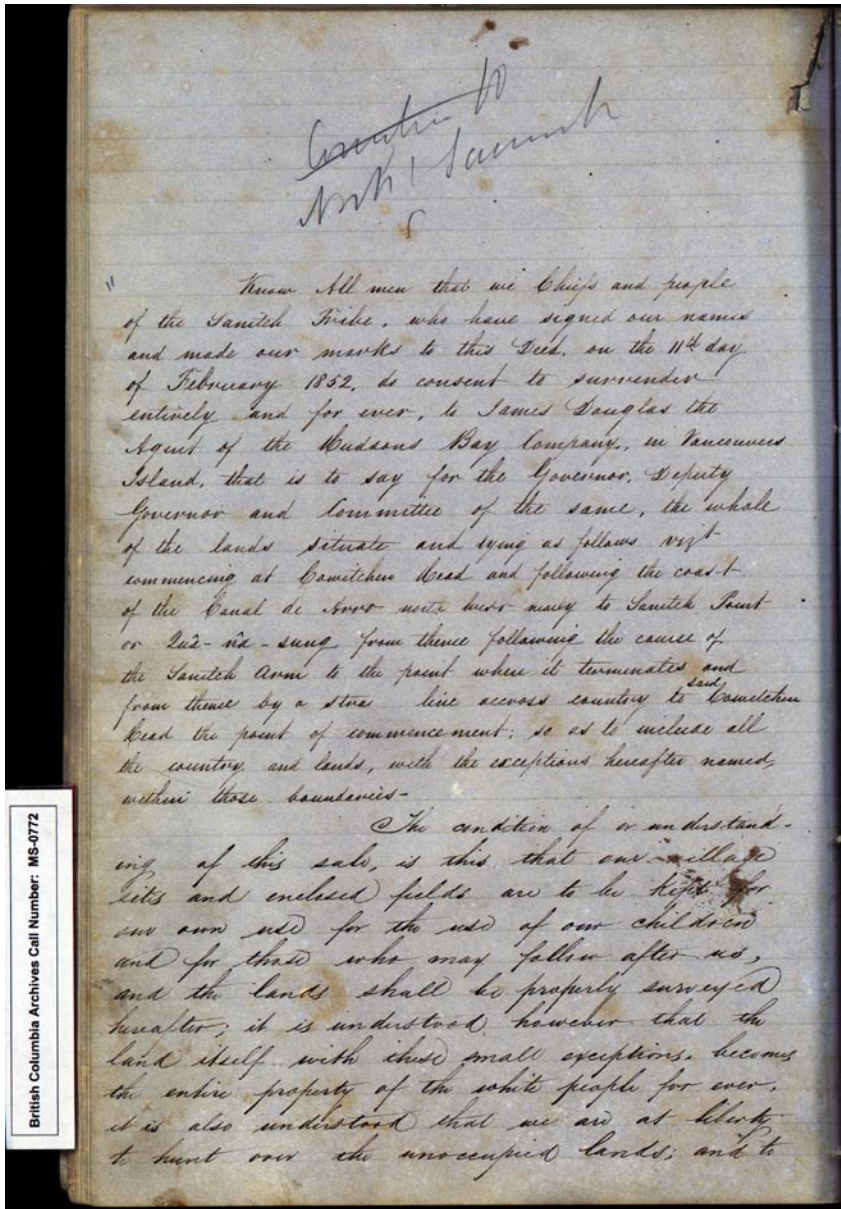 North Saanich
"
Know All men that we Chiefs and people
of the Sanitch Tribe, who have signed our names
and made our marks to this Deed, on the 11th day
of February 1852, do consent to surrender
entirely and for ever, to James Douglas the
Agent of the Hudsons Bay Company, in Vancouvers
Island, that is to say for the Governor, Deputy
Governor and Committee of the same, the whole
of the lands situate and lying as follows vizt
commencing at Cowitchen Head and following the coast
of the Canal de Arro north west nearly to Sanitch Point
or Quā-nā-sung from thence following the course of
the Sanitch Arm to the point where it terminates and
from thence by a stra line accross country to said Cowitchen
Head the point of commencement; so as to include all
the country and lands, with the exceptions hereafter named,
within those boundaries-
The condition of or understand-
ing of this sale, is this. that our village
sites and enclosed fields are to be kept for
our own use for the use of our children
and for those who may follow after us,
and the lands shall be properly surveyed
hereafter; it is understood however that the
land itself with these small exceptions, becomes
the entire property of the white people for ever,
it is also understood that we are at liberty
to hunt over the unoccupied lands; and to
British Columbia Archives Call Number: MS-0772